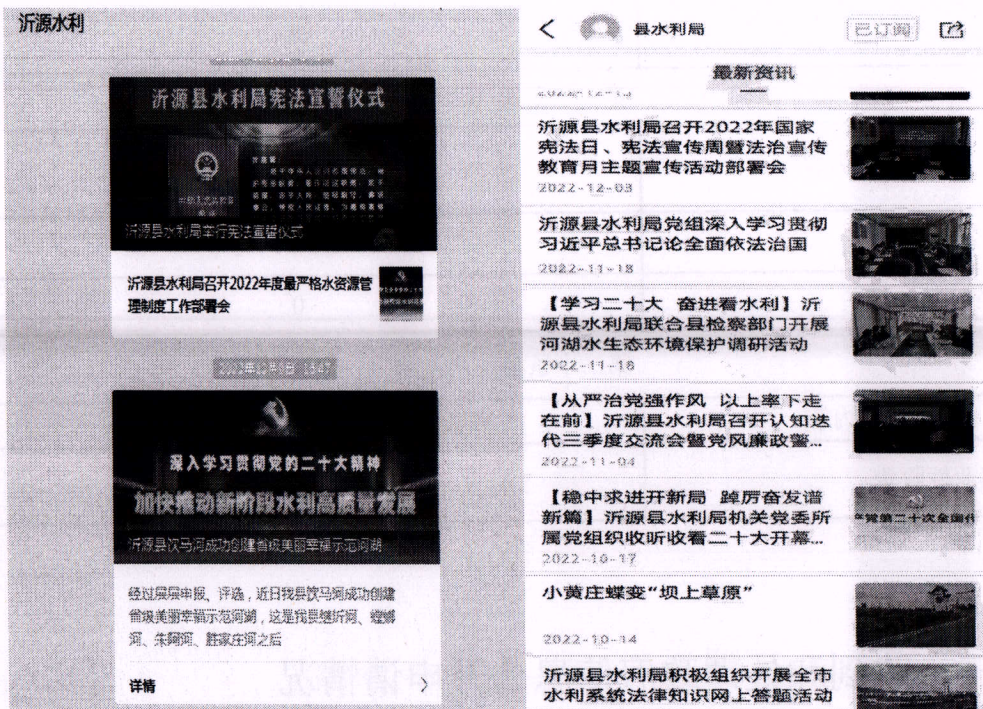 沂源水利
沂源县水利局宪法宣誓仪式
沂源县水利局举行宪法宣誓仪式
沂源县水利局召开2022年度最严格水资源管
理制度工作部署会
深入学习贯彻党的二十大精神
加快推动新阶段水利高质量发展
沂源县饮马河成功创建省级美丽幸福示范河湖
经过层层申报、评选，近日我县饮马河成功创建
省级美丽幸福示范河湖，这是我县继沂河、螳螂
河、朱阿河、胜家庄河之后
详情
县水利局
已订阅
最新资讯
沂源县水利局召开2022年国家
宪法日、宪法宣传周暨法治宣传
教育月主题宣传活动部署会
2022-12-03
沂源县水利局党组深入学习贯彻
习近平总书记论全面依法治国
2022-11-18
【学习二十大 奋进看水利】沂
源县水利局联合县检察部门开展
河湖水生态环境保护调研活动
2022-11-18
【从严治党强作风 以上率下走
在前】沂源县水利局召开认知迭
代三季度交流会暨党风廉政警...
2022-11-04
【稳中求进开新局 踔厉奋发谱
新篇】沂源县水利局机关党委所
属党组织收听收看二十大开幕...
2022-10-17
小黄庄蝶变“坝上草原”
2022-10-14
沂源县水利局积极组织开展全市
水利系统法律知识网上答题活动